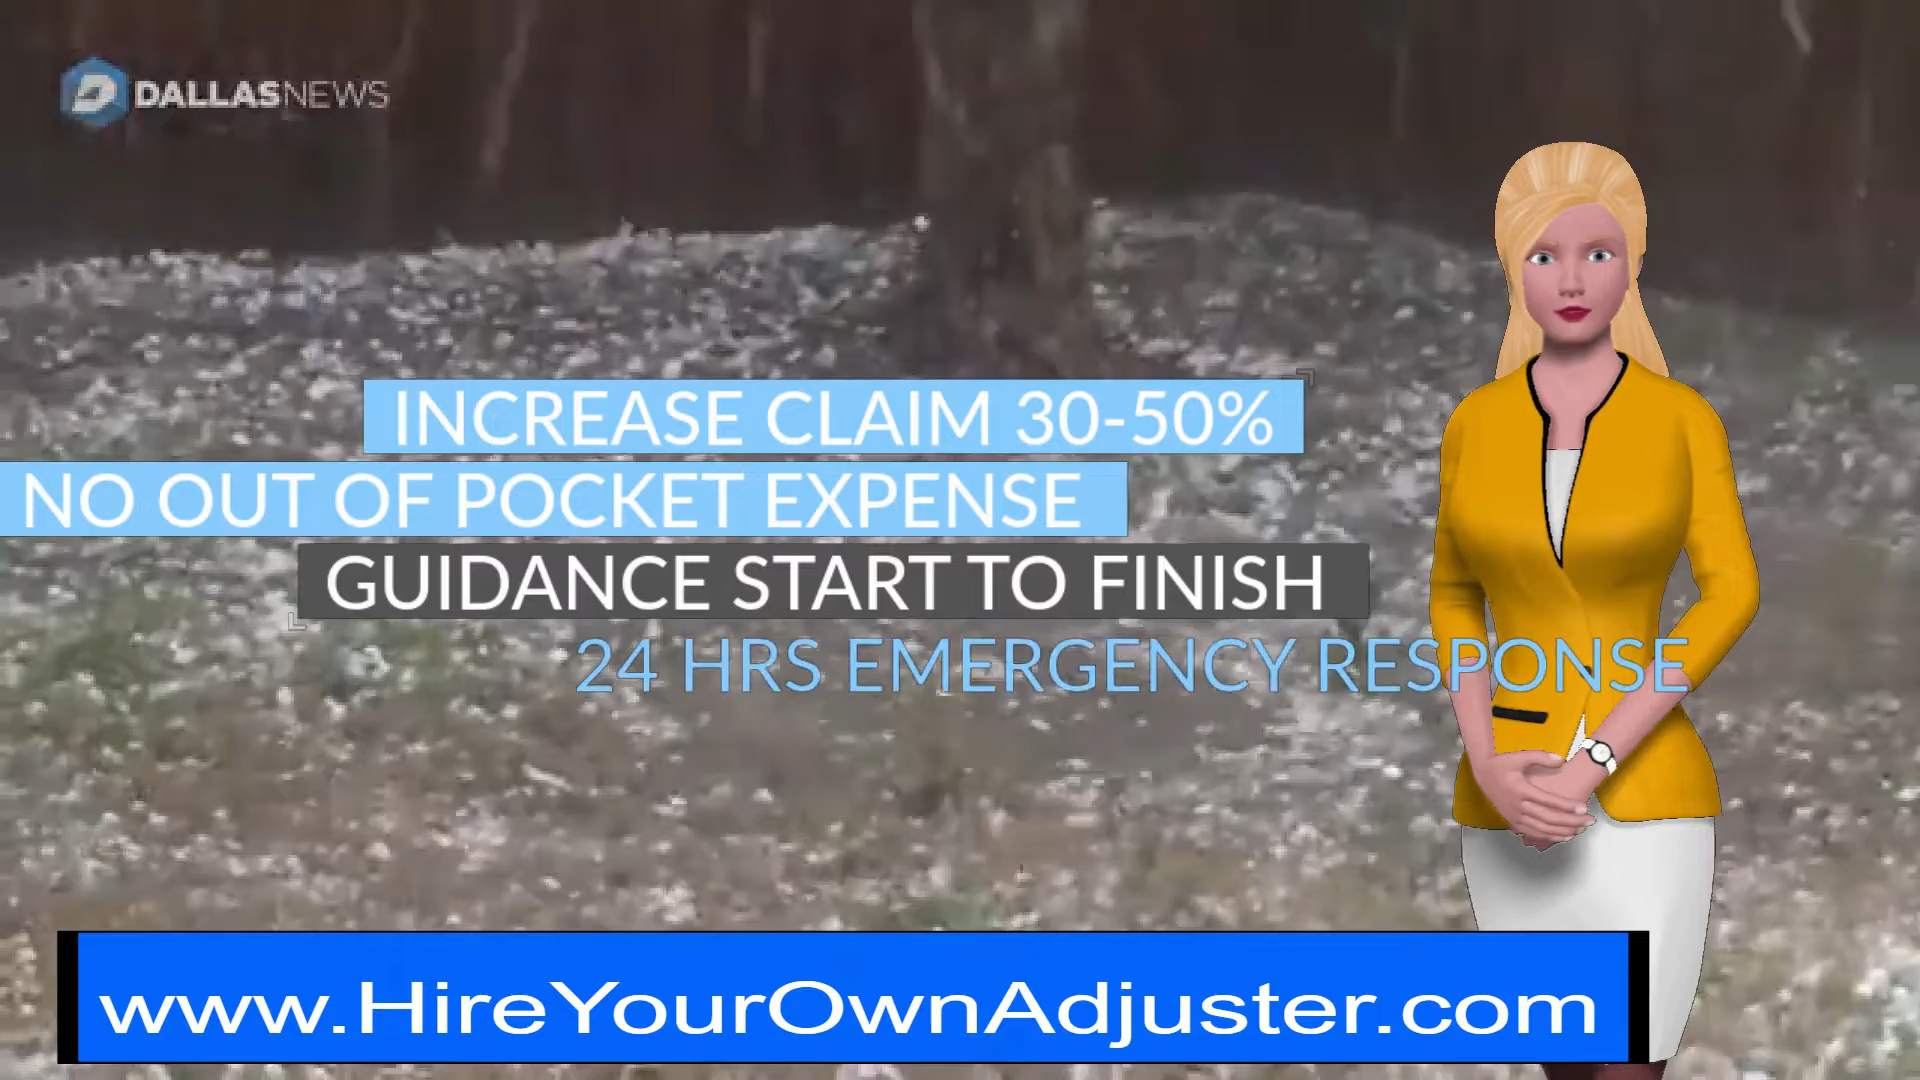 DALLASNEWS
INCREASE CLAIM 30-50%
NO OUT OF POCKET EXPENSE
GUIDANCE START TO FINISH
24 HRS EMERGENCY RESPONSE
www.HireYourOwnAdjuster.com